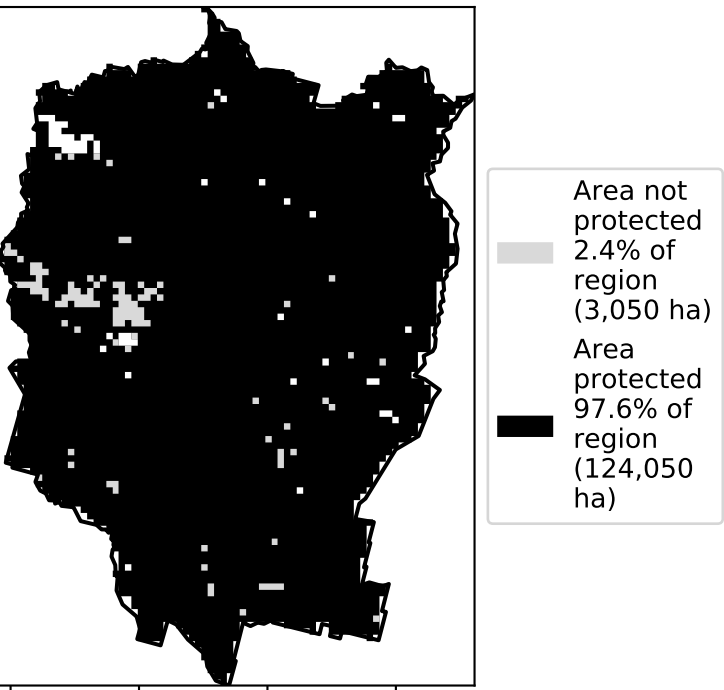 Area not
protected
2.4% of
region
(3,050 ha)
Area
protected
97.6% of
region
(124,050
ha)